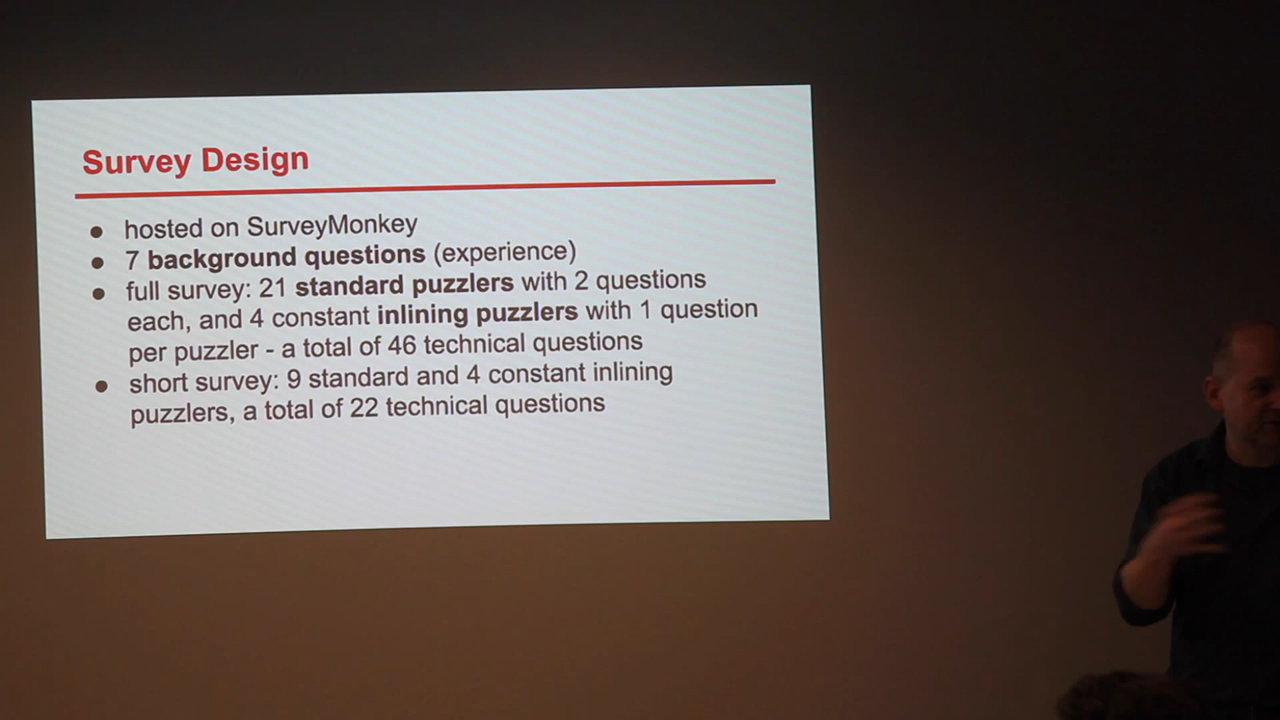 Survey Design
● hosted on SurveyMonkey
● 7 background questions (experience)
● full survey: 21 standard puzzlers with 2 questions
each, and 4 constant inlining puzzlers with 1 question
per puzzler - a total of 46 technical questions
● short survey: 9 standard and 4 constant inlining
puzzlers, a total of 22 technical questions